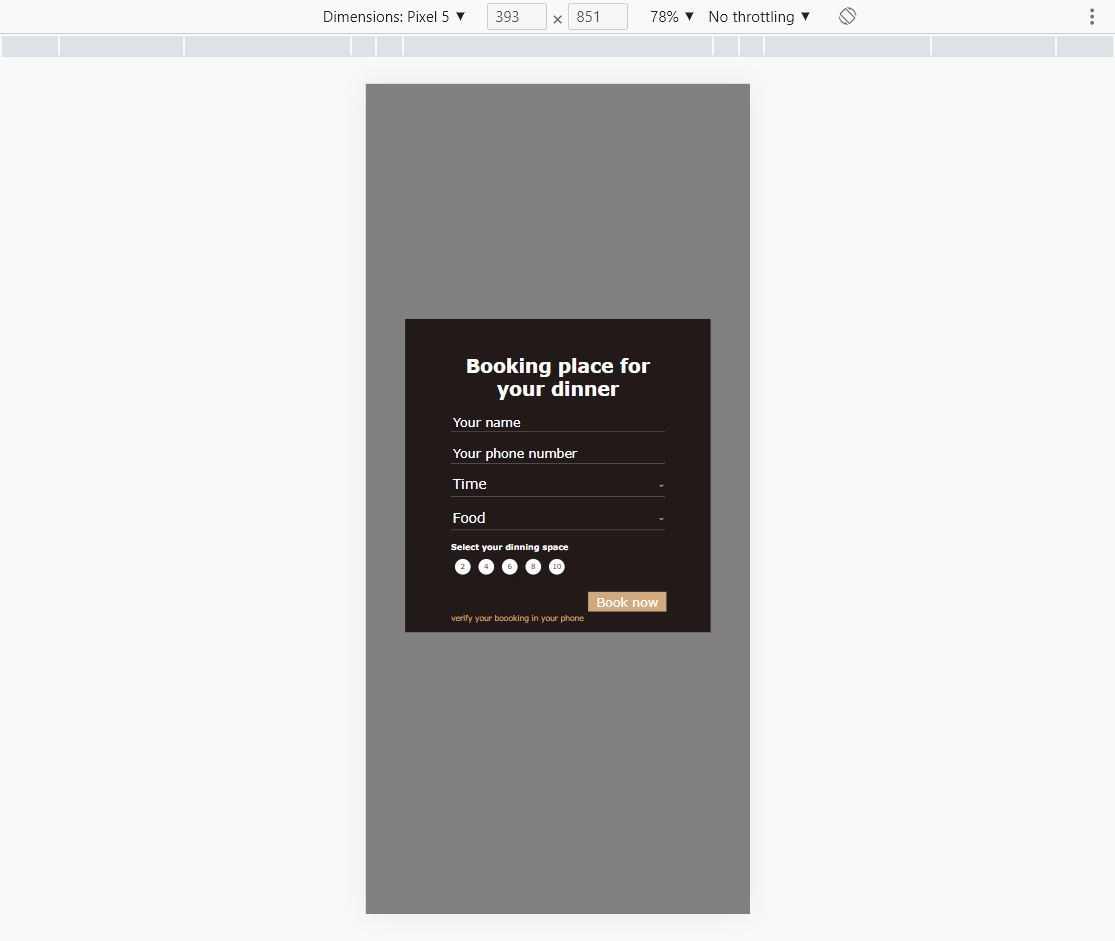 Dimensions: Pixel 5 ▼ 393 × 851 78% ▼ No throttling ▼
Booking place for
your dinner
Your name
Your phone number
Time
Food
Select your dinning space
2 4 6 8 10
Book now
verify your boooking in your phone